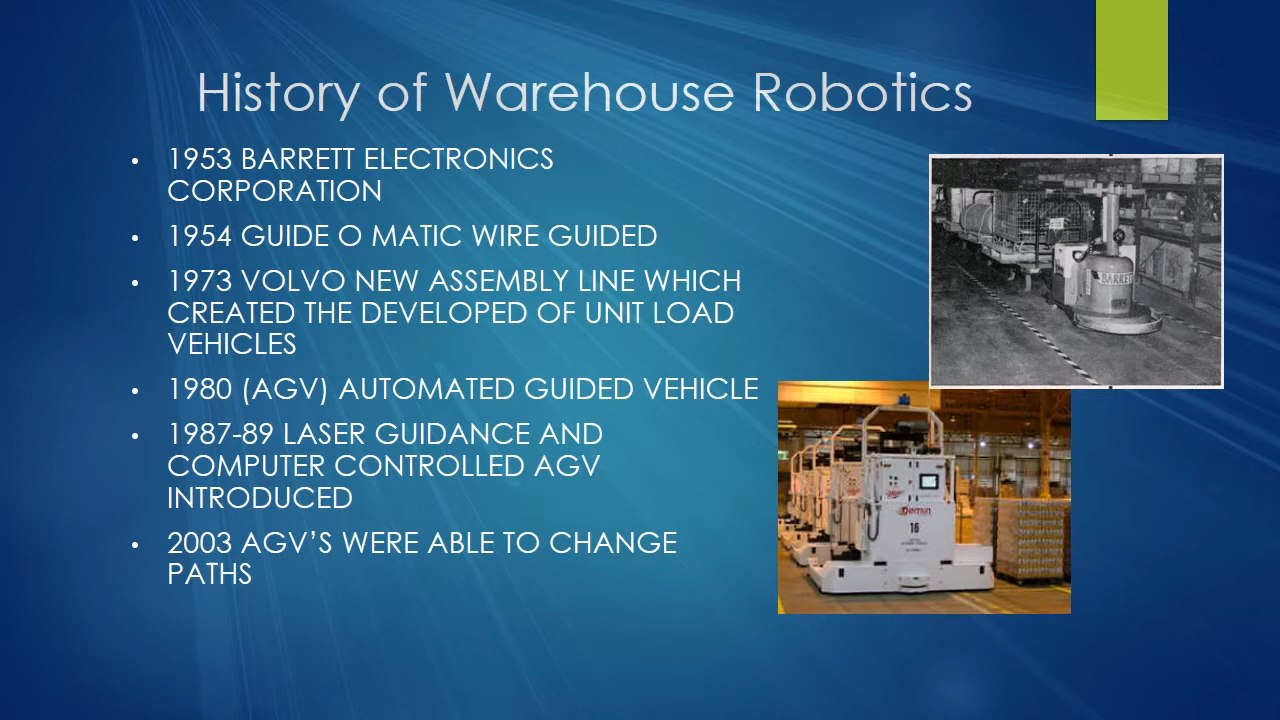 History of Warehouse Robotics
• 1953 BARRETT ELECTRONICS
CORPORATION
• 1954 GUIDE O MATIC WIRE GUIDED
• 1973 VOLVO NEW ASSEMBLY LINE WHICH
CREATED THE DEVELOPED OF UNIT LOAD
VEHICLES
• 1980 (AGV) AUTOMATED GUIDED VEHICLE
• 1987-89 LASER GUIDANCE AND
COMPUTER CONTROLLED AGV
INTRODUCED
• 2003 AGV’S WERE ABLE TO CHANGE
PATHS
BARRETT
16